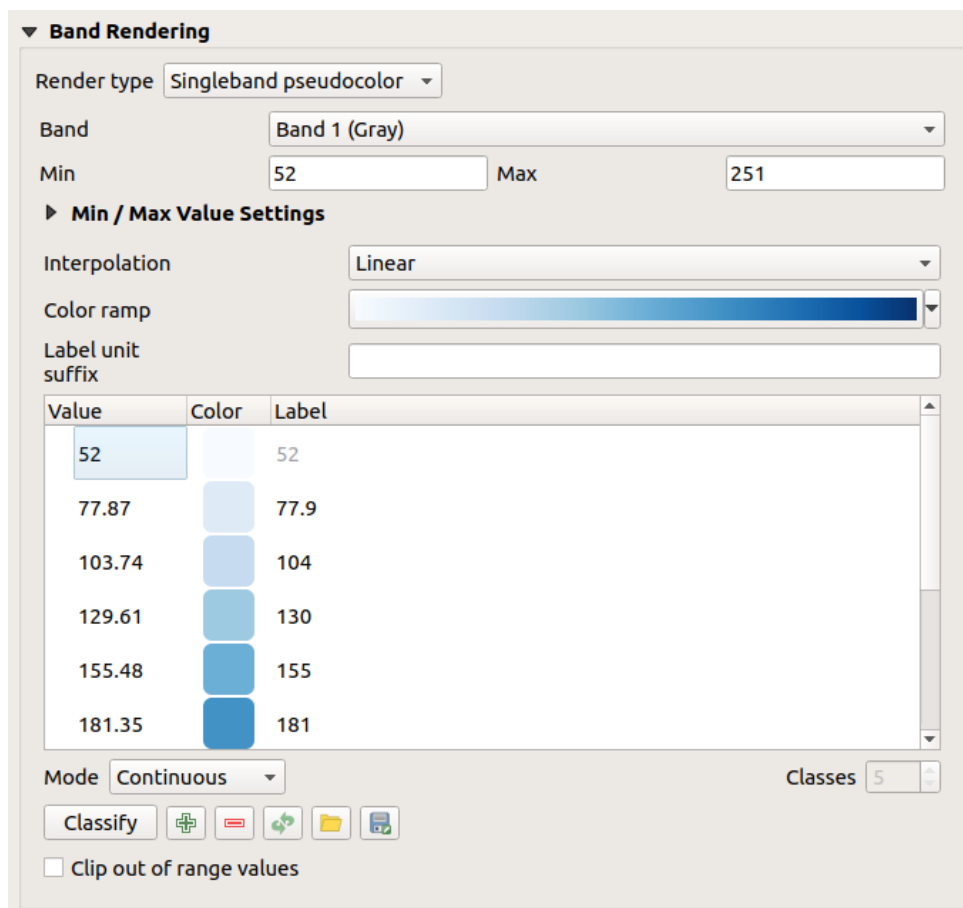 Band Rendering
Render type Singleband pseudocolor
Band Band 1 (Gray)
Min 52 Max 251
Min / Max Value Settings
Interpolation Linear
Color ramp
Label unit
suffix
Value Color Label
52 52
77.87 77.9
103.74 104
129.61 130
155.48 155
181.35 181
Mode Continuous Classes 5
Classify
Clip out of range values